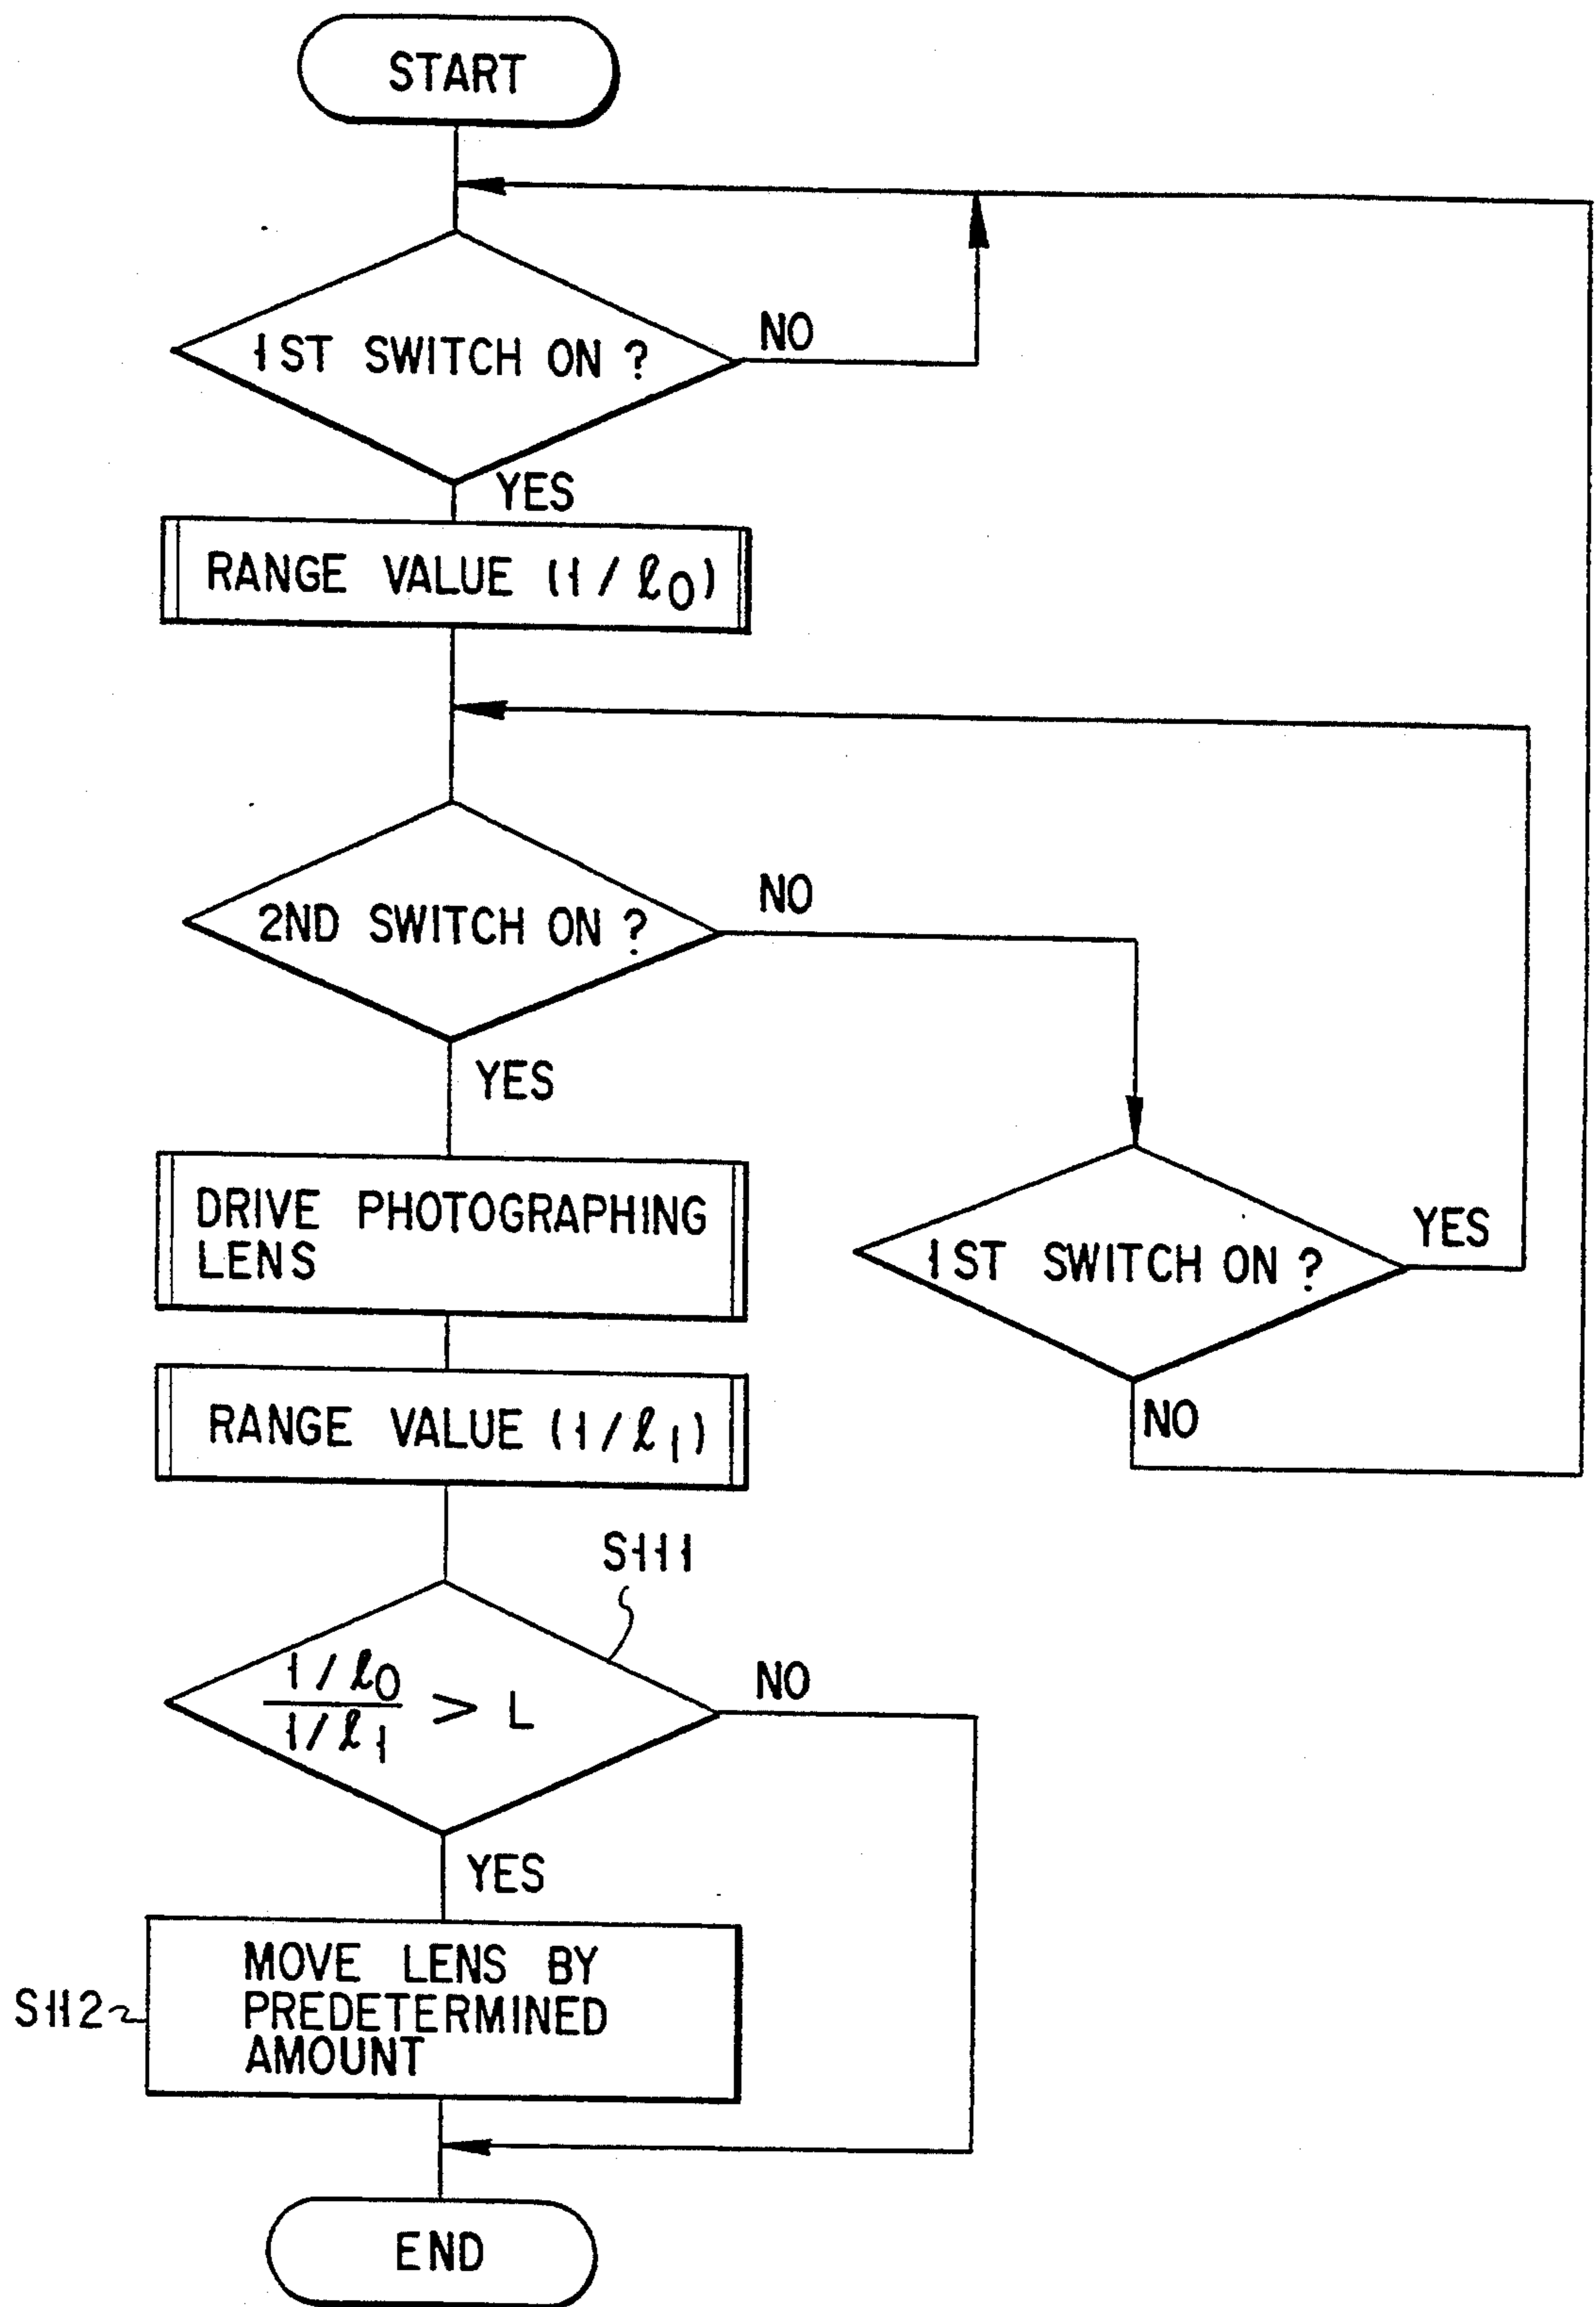 START
1ST SWITCH ON ?
NO
YES
RANGE VALUE (1/ℓ0)
2ND SWITCH ON ?
NO
YES
DRIVE PHOTOGRAPHING
LENS
1ST SWITCH ON ?
YES
NO
RANGE VALUE (1/ℓ1)
S111
1/ℓ0
1/ℓ1
> L
NO
YES
S112
MOVE LENS BY
PREDETERMINED
AMOUNT
END